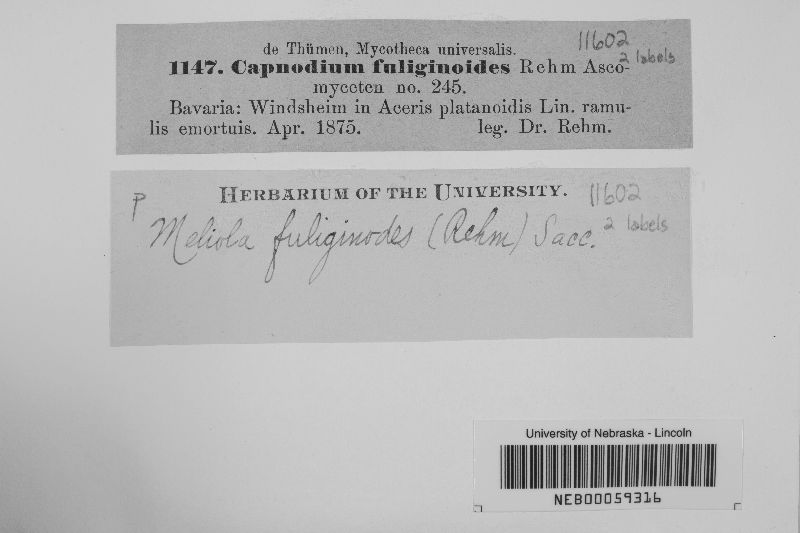 de Thümen, Mycotheca universalis. 11602
1147. Capnodium fuliginoides Rehm Asco- 2 labels
myceten no. 245.
Bavaria: Windsheim in Aceris platanoidis Lin. ramu-
lis emortuis. Apr. 1875. leg. Dr. Rehm.
P HERBARIUM OF THE UNIVERSITY. 11602
Meliola fuliginodes (Rehm) Sacc. 2 labels
University of Nebraska - Lincoln
NEB00059316